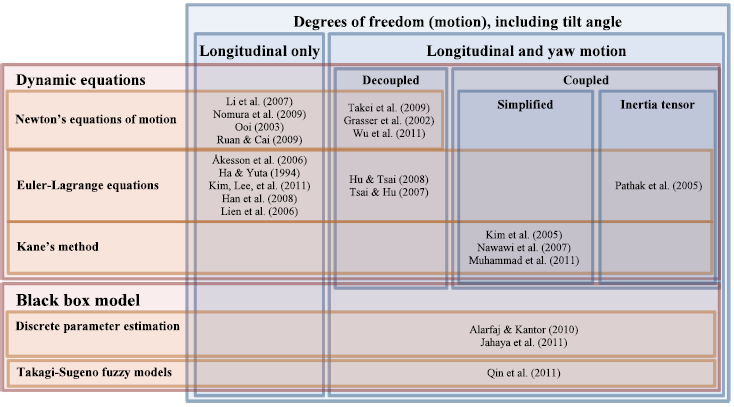 Degrees of freedom (motion), including tilt angle
Longitudinal only
Longitudinal and yaw motion
Dynamic equations
Decoupled
Coupled
Simplified
Inertia tensor
Newton's equations of motion
Li et al. (2007)
Nomura et al. (2009)
Ooi (2003)
Ruan & Cai (2009)
Takei et al. (2009)
Grasser et al. (2002)
Wu et al. (2011)
Euler-Lagrange equations
Åkesson et al. (2006)
Ha & Yuta (1994)
Kim, Lee, et al. (2011)
Han et al. (2008)
Lien et al. (2006)
Hu & Tsai (2008)
Tsai & Hu (2007)
Pathak et al. (2005)
Kane's method
Kim et al. (2005)
Nawawi et al. (2007)
Muhammad et al. (2011)
Black box model
Discrete parameter estimation
Alarfaj & Kantor (2010)
Jahaya et al. (2011)
Takagi-Sugeno fuzzy models
Qin et al. (2011)